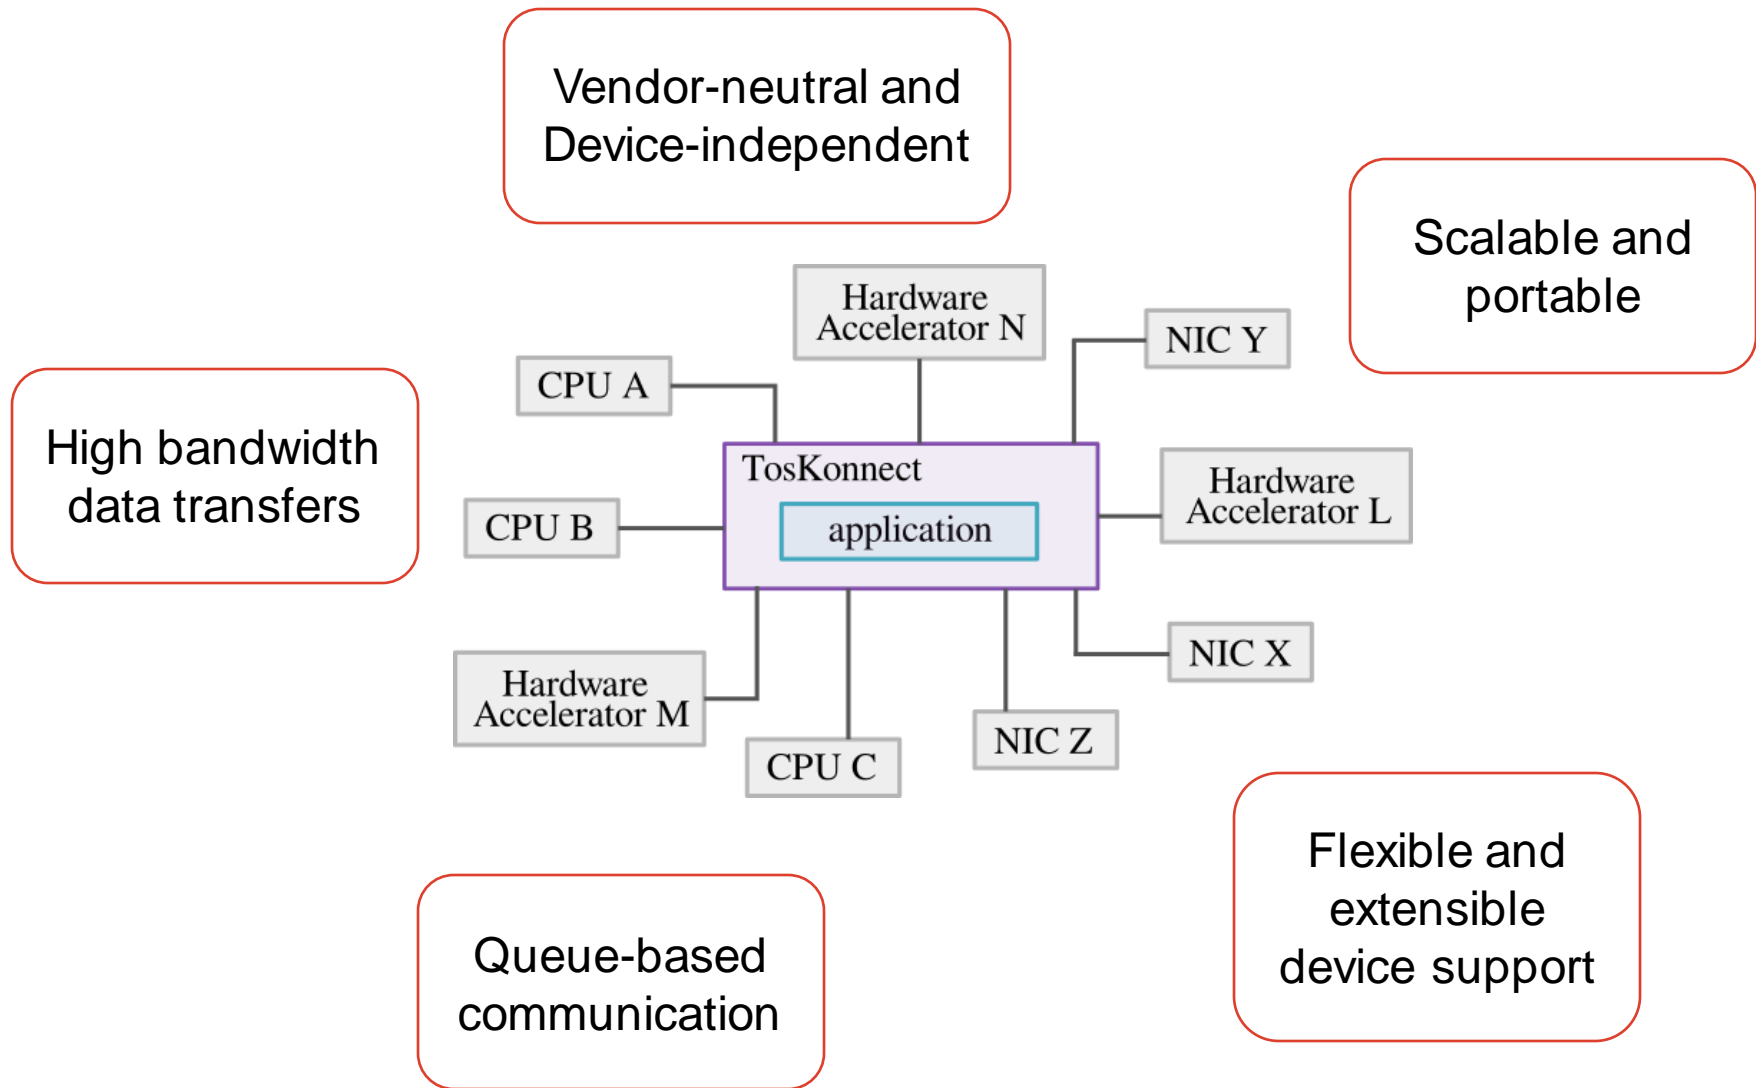 Vendor-neutral and
Device-independent
Scalable and
portable
Hardware
Accelerator N
NIC Y
CPU A
High bandwidth
data transfers
TosKonnect
application
Hardware
Accelerator L
CPU B
NIC X
Hardware
Accelerator M
NIC Z
CPU C
Flexible and
extensible
device support
Queue-based
communication